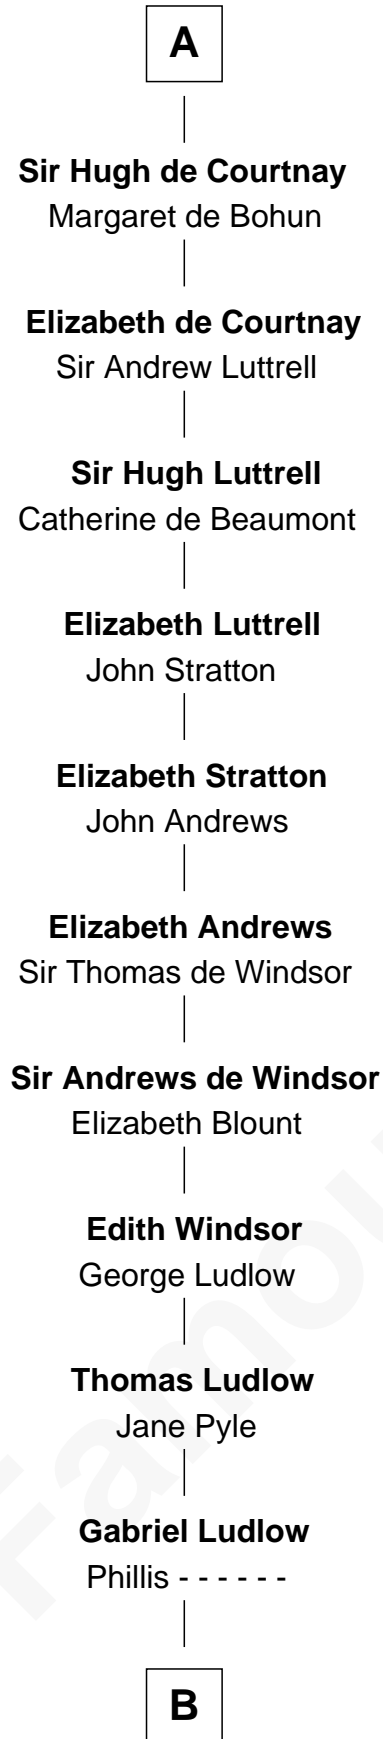 A
Sir Hugh de Courtnay
Margaret de Bohun
Elizabeth de Courtnay
Sir Andrew Luttrell
Sir Hugh Luttrell
Catherine de Beaumont
Elizabeth Luttrell
John Stratton
Elizabeth Stratton
John Andrews
Elizabeth Andrews
Sir Thomas de Windsor
Sir Andrews de Windsor
Elizabeth Blount
Edith Windsor
George Ludlow
Thomas Ludlow
Jane Pyle
Gabriel Ludlow
Phillis - - - - - -
B